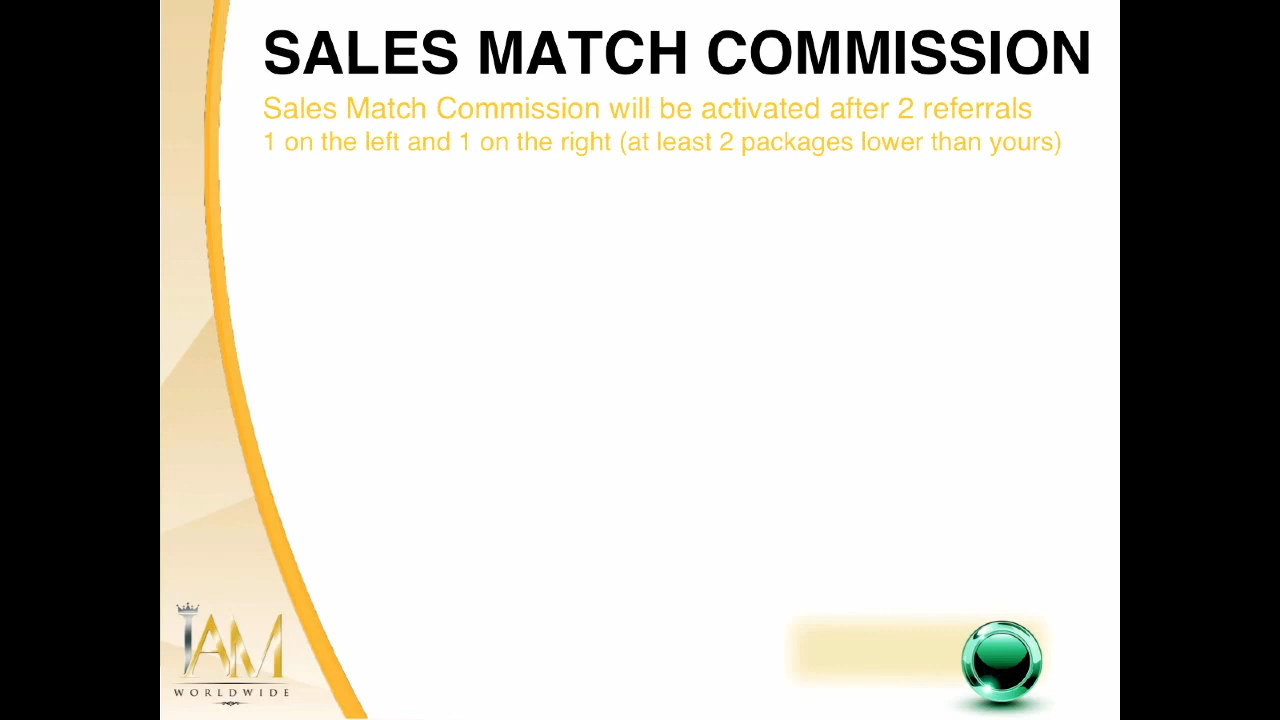 SALES MATCH COMMISSION
Sales Match Commission will be activated after 2 referrals
1 on the left and 1 on the right (at least 2 packages lower than yours)
IAM
WORLDWIDE